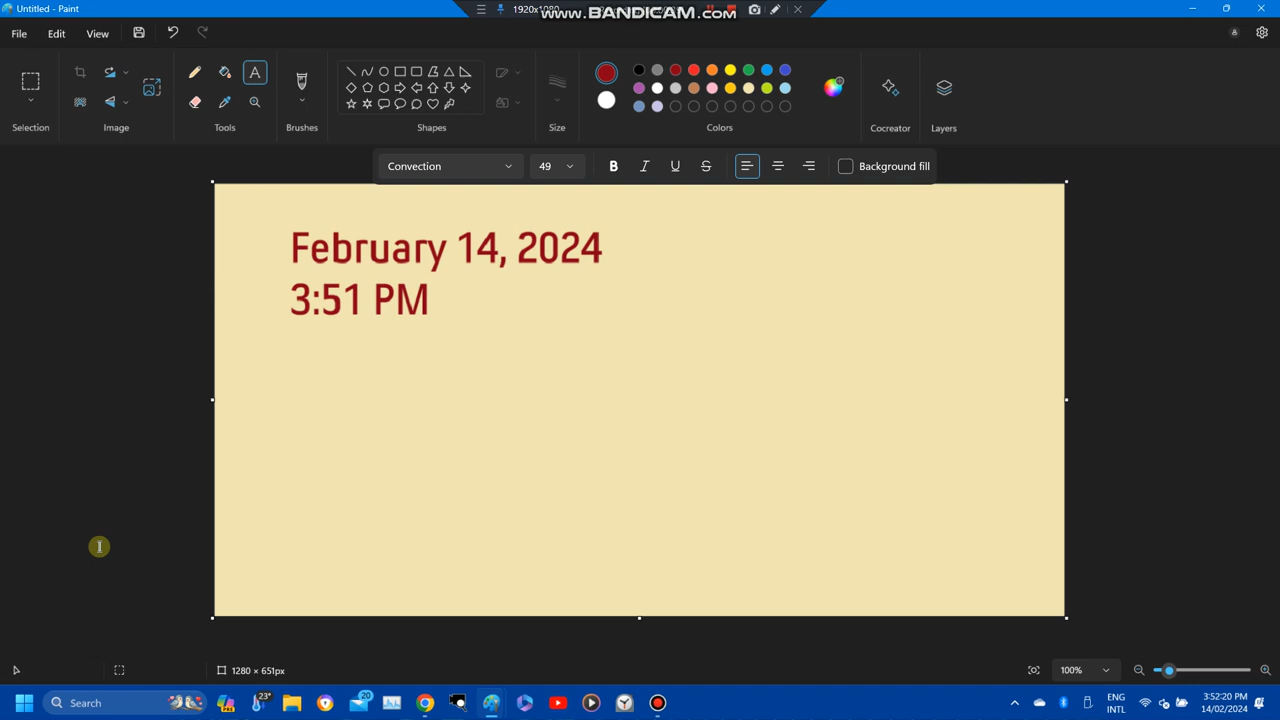 Untitled - Paint
1920x1080
www.BANDICAM.com
File
Edit
View
Selection
Image
Tools
Brushes
Shapes
Size
Colors
Cocreator
Layers
Convection
49
B
I
U
S
Background fill
February 14, 2024
3:51 PM
1280 × 651px
100%
Search
PRE
23°
20
ENG
INTL
3:52:20 PM
14/02/2024